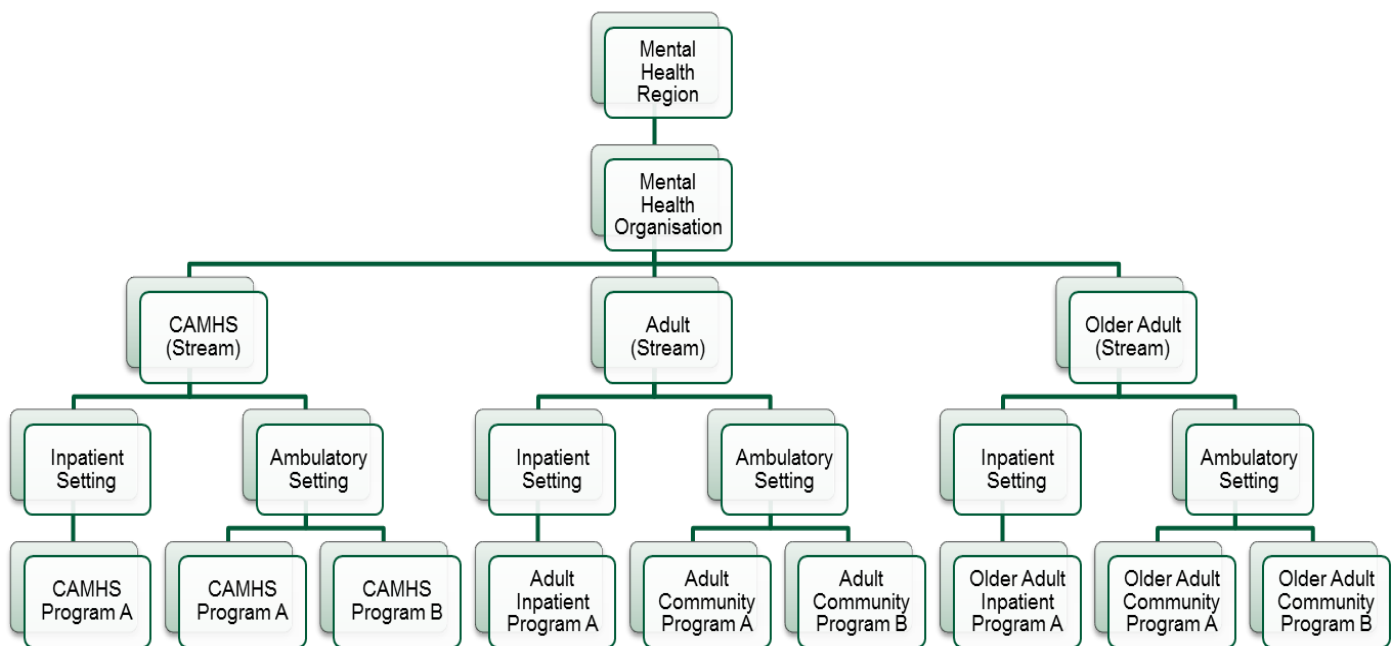 Mental
Health
Region
Mental
Health
Organisation
CAMHS
(Stream)
Adult
(Stream)
Older Adult
(Stream)
Inpatient
Setting
Ambulatory
Setting
Inpatient
Setting
Ambulatory
Setting
Inpatient
Setting
Ambulatory
Setting
CAMHS
Program A
CAMHS
Program A
CAMHS
Program B
Adult
Inpatient
Program A
Adult
Community
Program A
Adult
Community
Program B
Older Adult
Inpatient
Program A
Older Adult
Community
Program A
Older Adult
Community
Program B